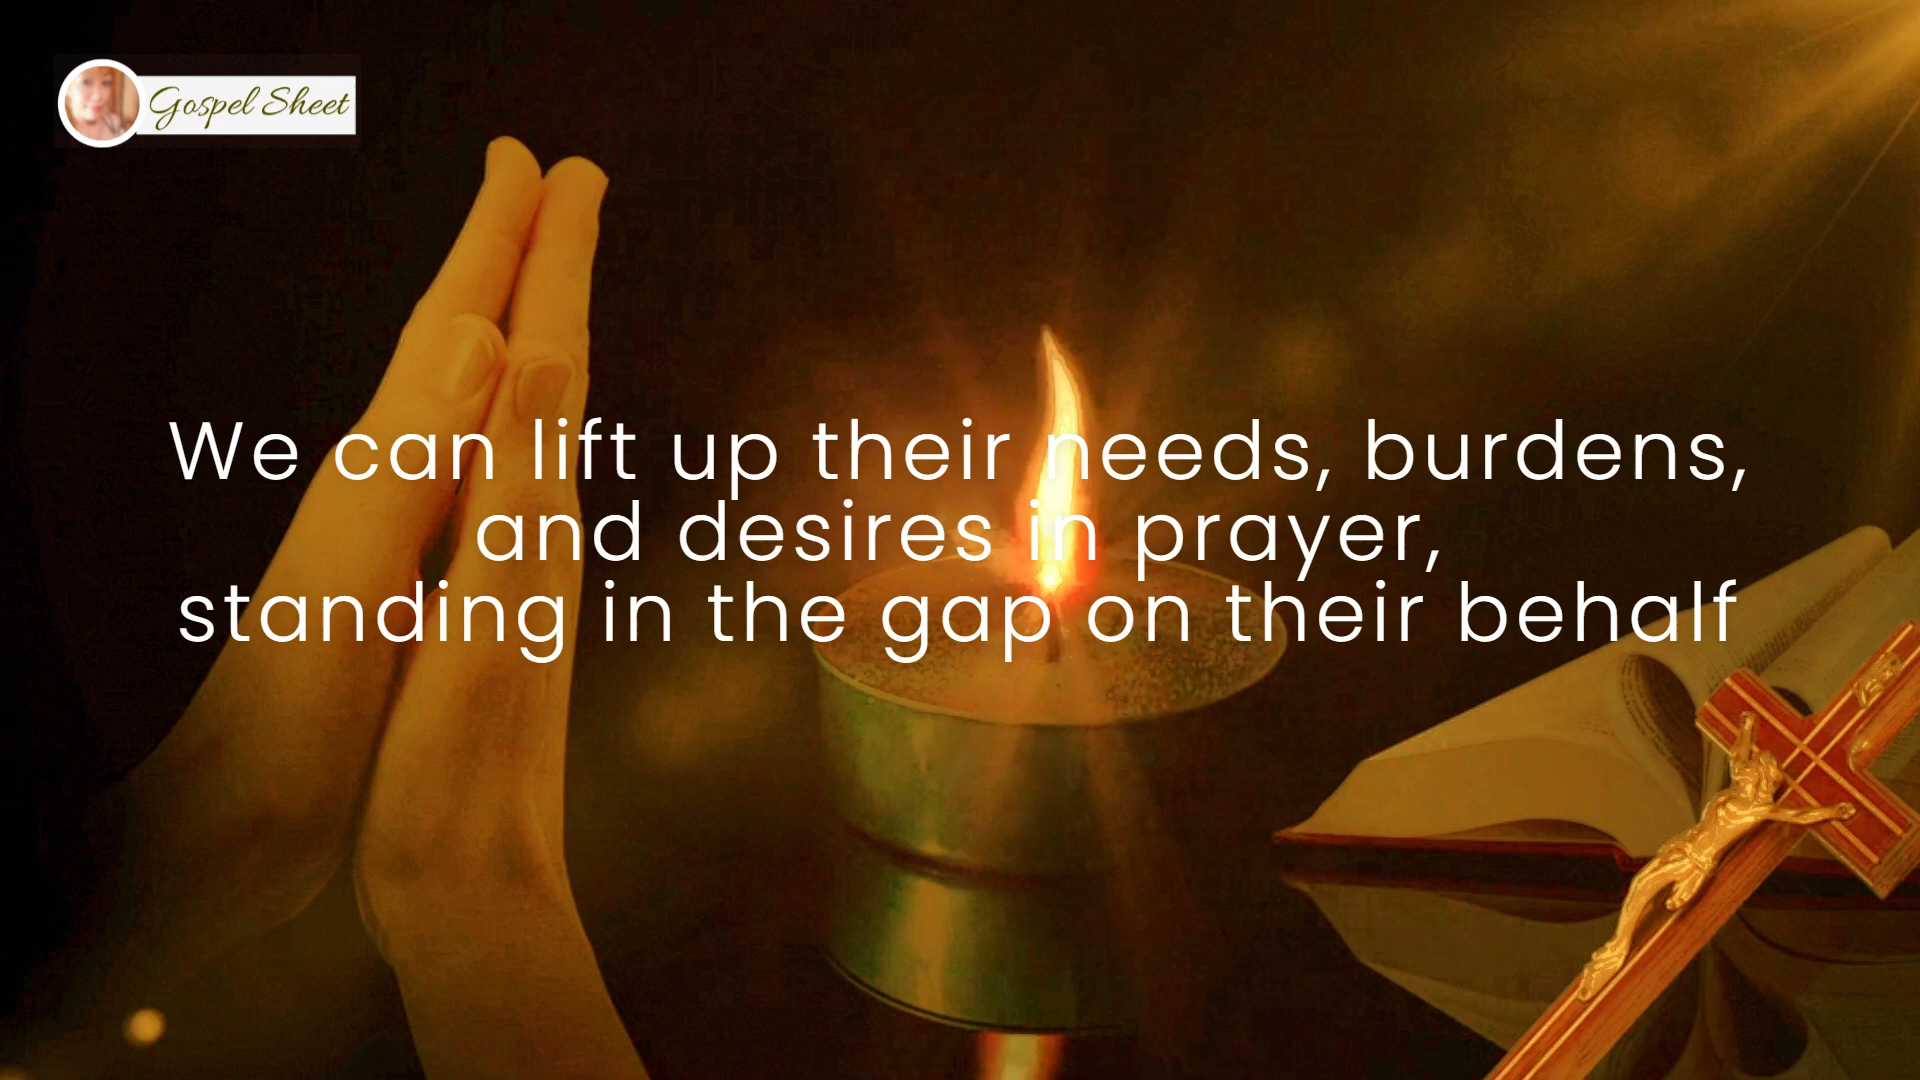 Gospel Sheet
We can lift up their needs, burdens,
and desires in prayer,
standing in the gap on their behalf